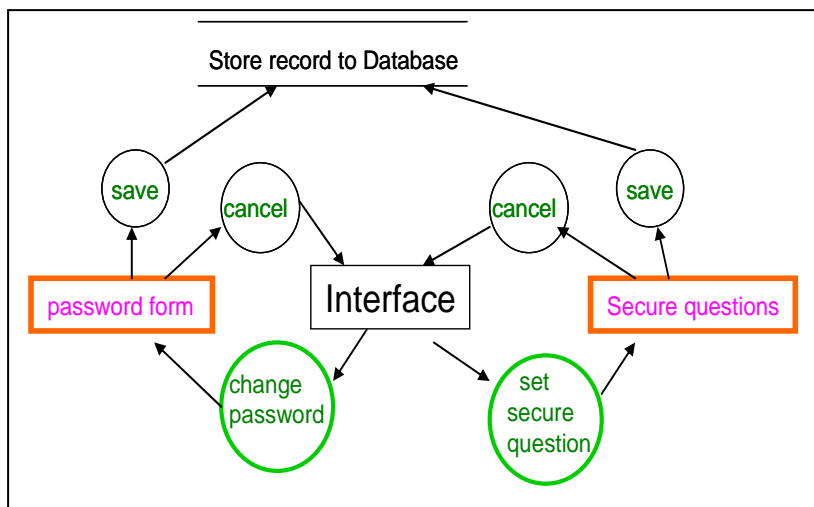 Store record to Database
save
cancel
cancel
save
password form
Interface
Secure questions
change
password
set
secure
question